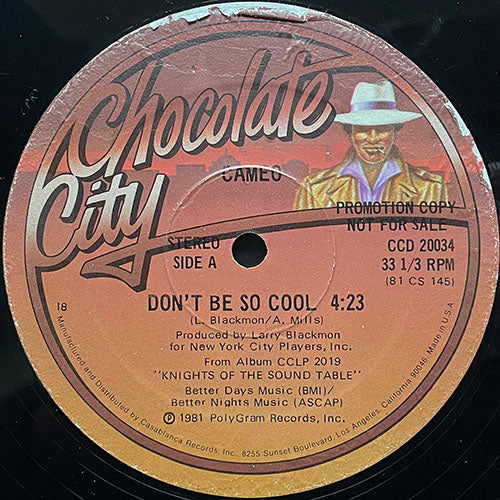 Chocolate
City
CAMEO
PROMOTION COPY
NOT FOR SALE
STEREO
SIDE A
CCD 20034
33 1/3 RPM
(81 CS 145)
18
DON'T BE SO COOL 4:23
(L. Blackmon/A. Mills)
Produced by Larry Blackmon
for New York City Players, Inc.
From Album CCLP 2019
"KNIGHTS OF THE SOUND TABLE"
Better Days Music (BMI)/
Better Nights Music (ASCAP)
℗ 1981 PolyGram Records, Inc.
Manufactured and Distributed by Casablanca Records, Inc., 8255 Sunset Boulevard, Los Angeles, California 90046, Made in U.S.A.